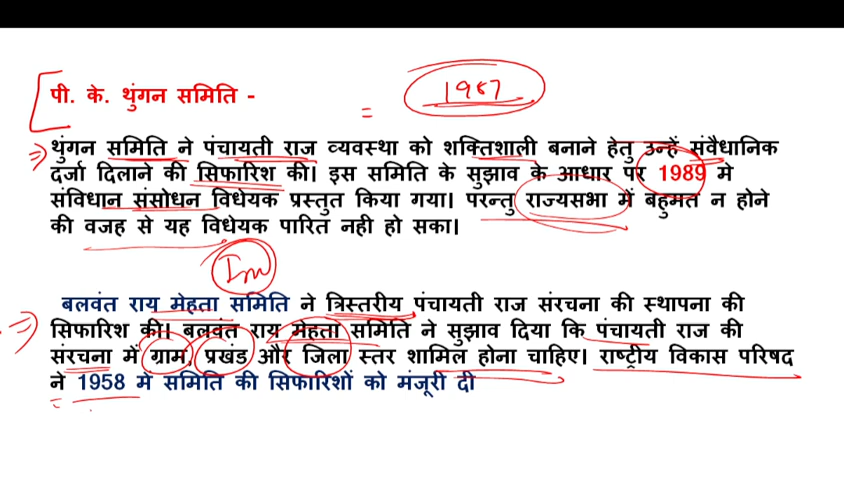 पी. के. थुंगन समिति -
1987
=
थुंगन समिति ने पंचायती राज व्यवस्था को शक्तिशाली बनाने हेतु उन्हें संवैधानिक
दर्जा दिलाने की सिफारिश की। इस समिति के सुझाव के आधार पर 1989 मे
संविधान संसोधन विधेयक प्रस्तुत किया गया। परन्तु राज्यसभा में बहुमत न होने
की वजह से यह विधेयक पारित नही हो सका।
Im
बलवंत राय मेहता समिति ने त्रिस्तरीय पंचायती राज संरचना की स्थापना की
सिफारिश की। बलवंत राय मेहता समिति ने सुझाव दिया कि पंचायती राज की
संरचना में ग्राम, प्रखंड और जिला स्तर शामिल होना चाहिए। राष्ट्रीय विकास परिषद
ने 1958 मे समिति की सिफारिशों को मंजूरी दी